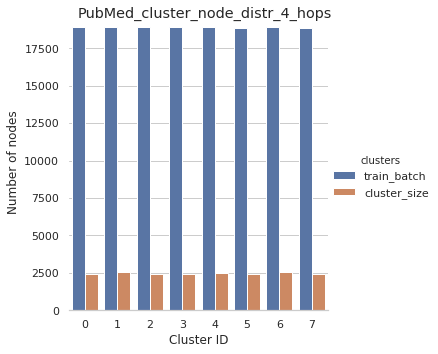 PubMed_cluster_node_distr_4_hops
17500
15000
12500
10000
7500
5000
2500
0
Number of nodes
0 1 2 3 4 5 6 7
Cluster ID
clusters
train_batch
cluster_size